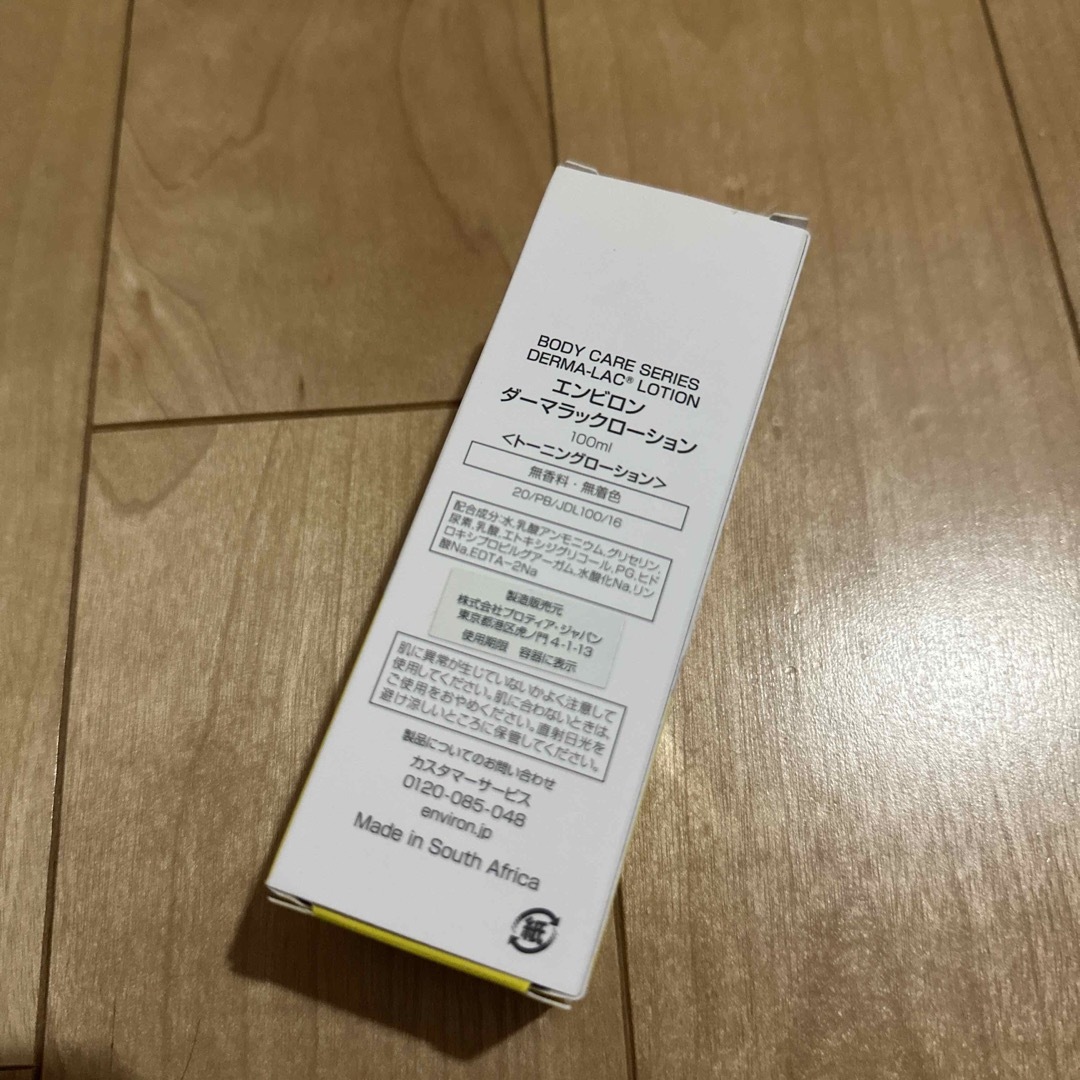 BODY CARE SERIES
DERMA-LAC® LOTION
エンビロン
ダーマラックローション
100ml
<トーニングローション>
無香料・無着色
20/PB/JDL100/16
配合成分:水,乳酸アンモニウム,グリセリン,
尿素,乳酸,エトキシジグリコール,PG,ヒド
ロキシプロピルグアーガム,水酸化Na,リン
酸Na,EDTA-2Na
製造販売元
株式会社プロティア・ジャパン
東京都港区虎ノ門4-1-13
使用期限 容器に表示
肌に異常が生じていないかよく注意して
使用してください。肌に合わないときは、
ご使用をおやめください。直射日光を
避け涼しいところに保管してください。
製品についてのお問い合わせ
カスタマーサービス
0120-085-048
environ.jp
Made in South Africa
紙